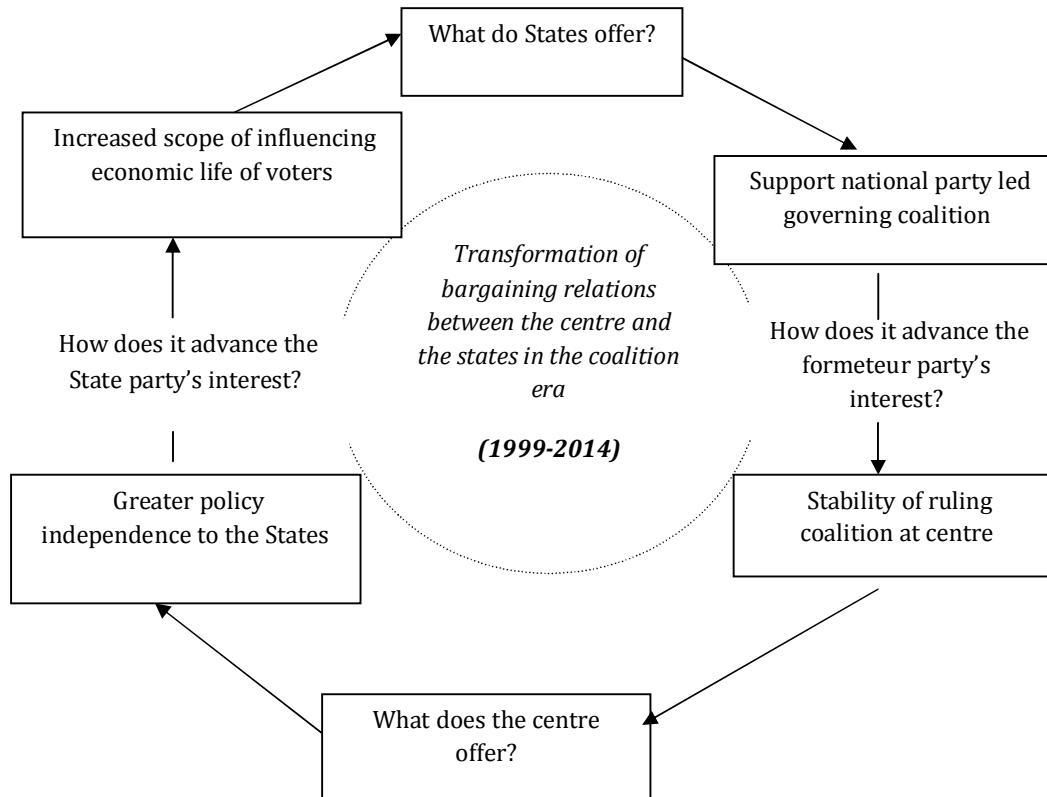 What do States offer?
Increased scope of influencing
economic life of voters
Support national party led
governing coalition
Transformation of
bargaining relations
between the centre and
the states in the coalition
era
(1999-2014)
How does it advance the
State party’s interest?
How does it advance the
formeteur party’s
interest?
Greater policy
independence to the States
Stability of ruling
coalition at centre
What does the centre
offer?